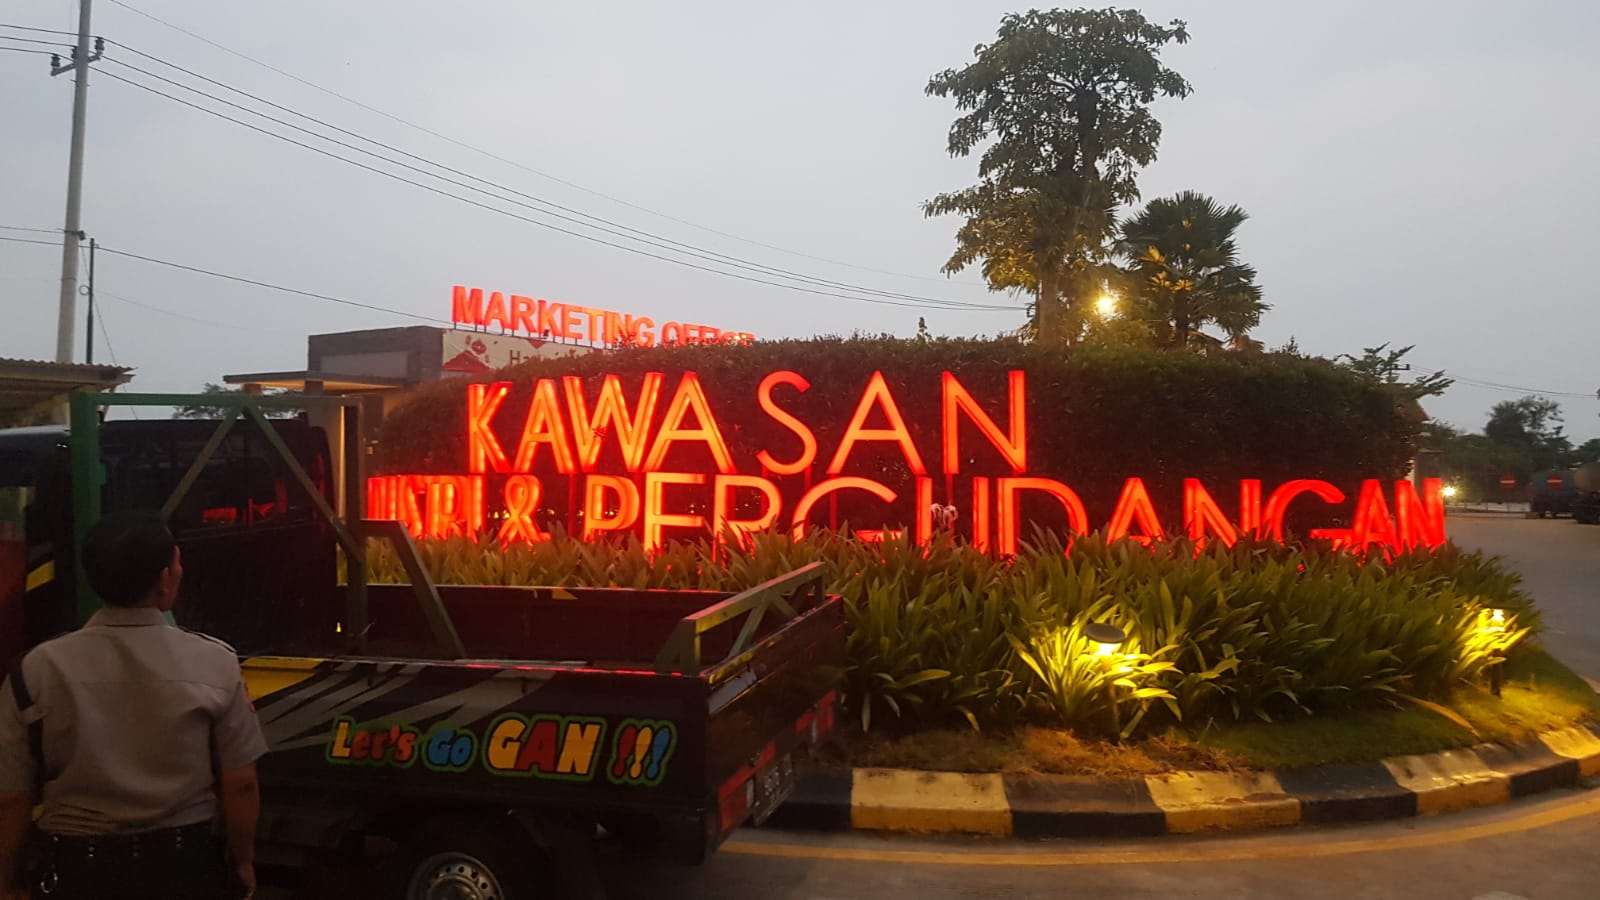 MARKETING OFFICE
KAWASAN
& PERGUDANGAN
Let's Go GAN !!!